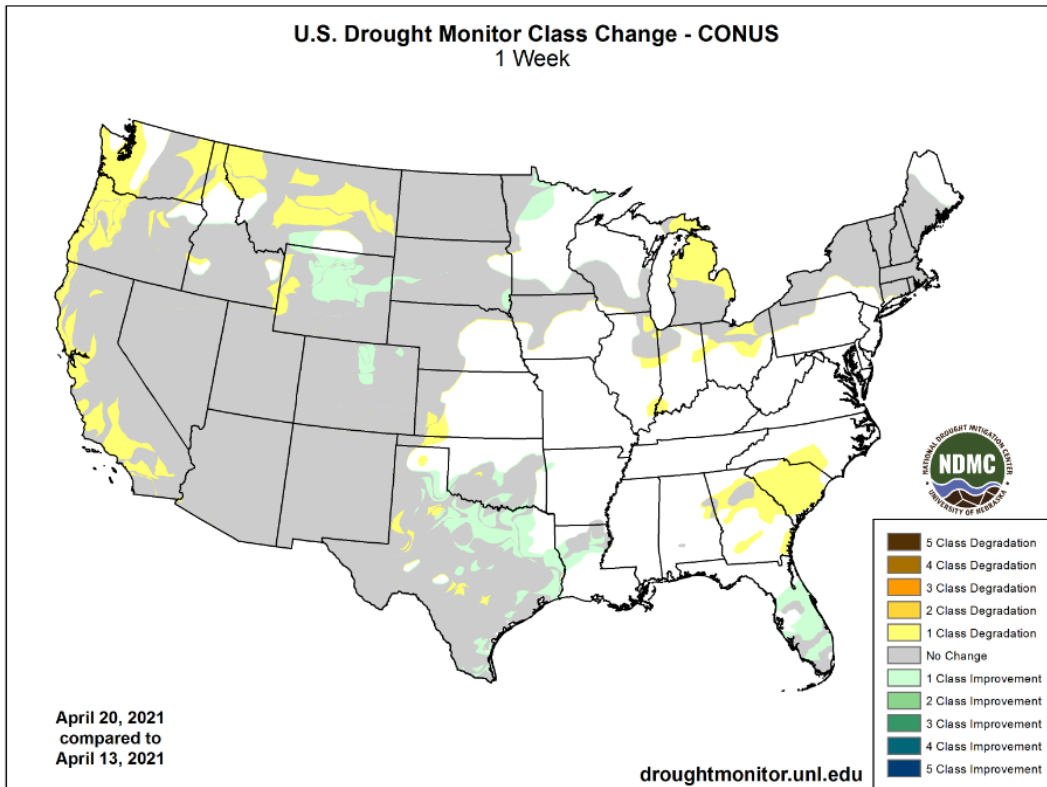 U.S. Drought Monitor Class Change - CONUS
1 Week
NATIONAL DROUGHT MITIGATION CENTER
NDMC
UNIVERSITY OF NEBRASKA
5 Class Degradation
4 Class Degradation
3 Class Degradation
2 Class Degradation
1 Class Degradation
No Change
1 Class Improvement
2 Class Improvement
3 Class Improvement
4 Class Improvement
5 Class Improvement
April 20, 2021
compared to
April 13, 2021
droughtmonitor.unl.edu